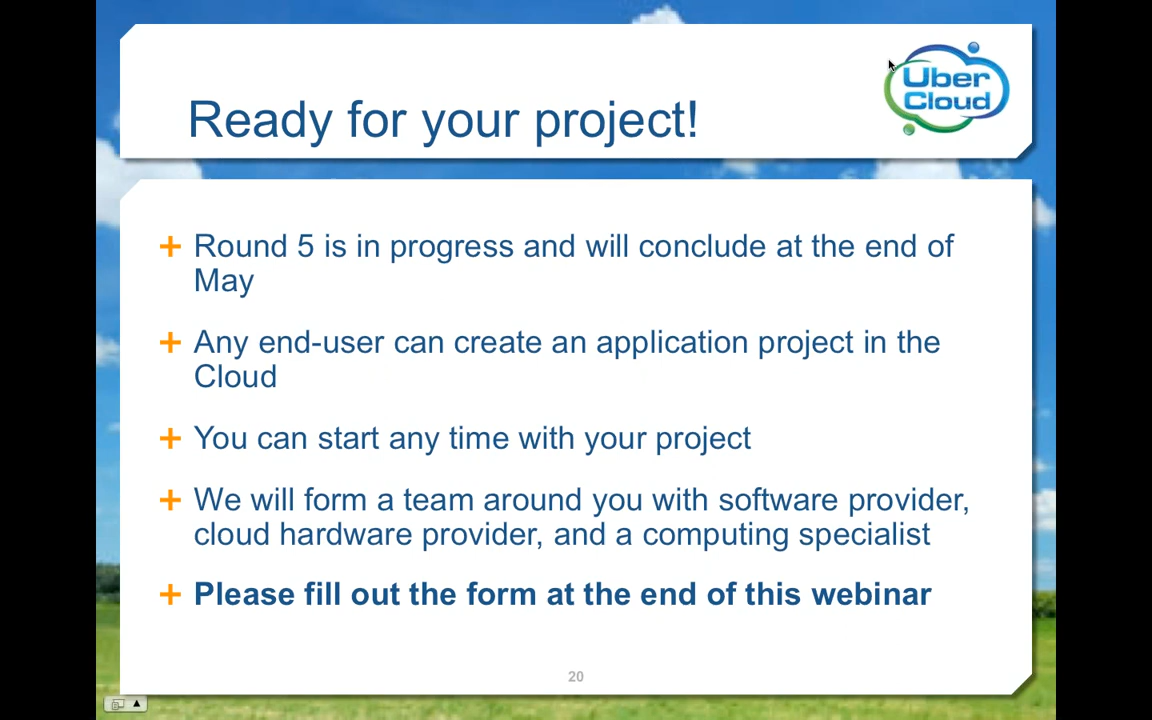 Uber
Cloud
Ready for your project!
+ Round 5 is in progress and will conclude at the end of
May
+ Any end-user can create an application project in the
Cloud
+ You can start any time with your project
+ We will form a team around you with software provider,
cloud hardware provider, and a computing specialist
+ Please fill out the form at the end of this webinar
20